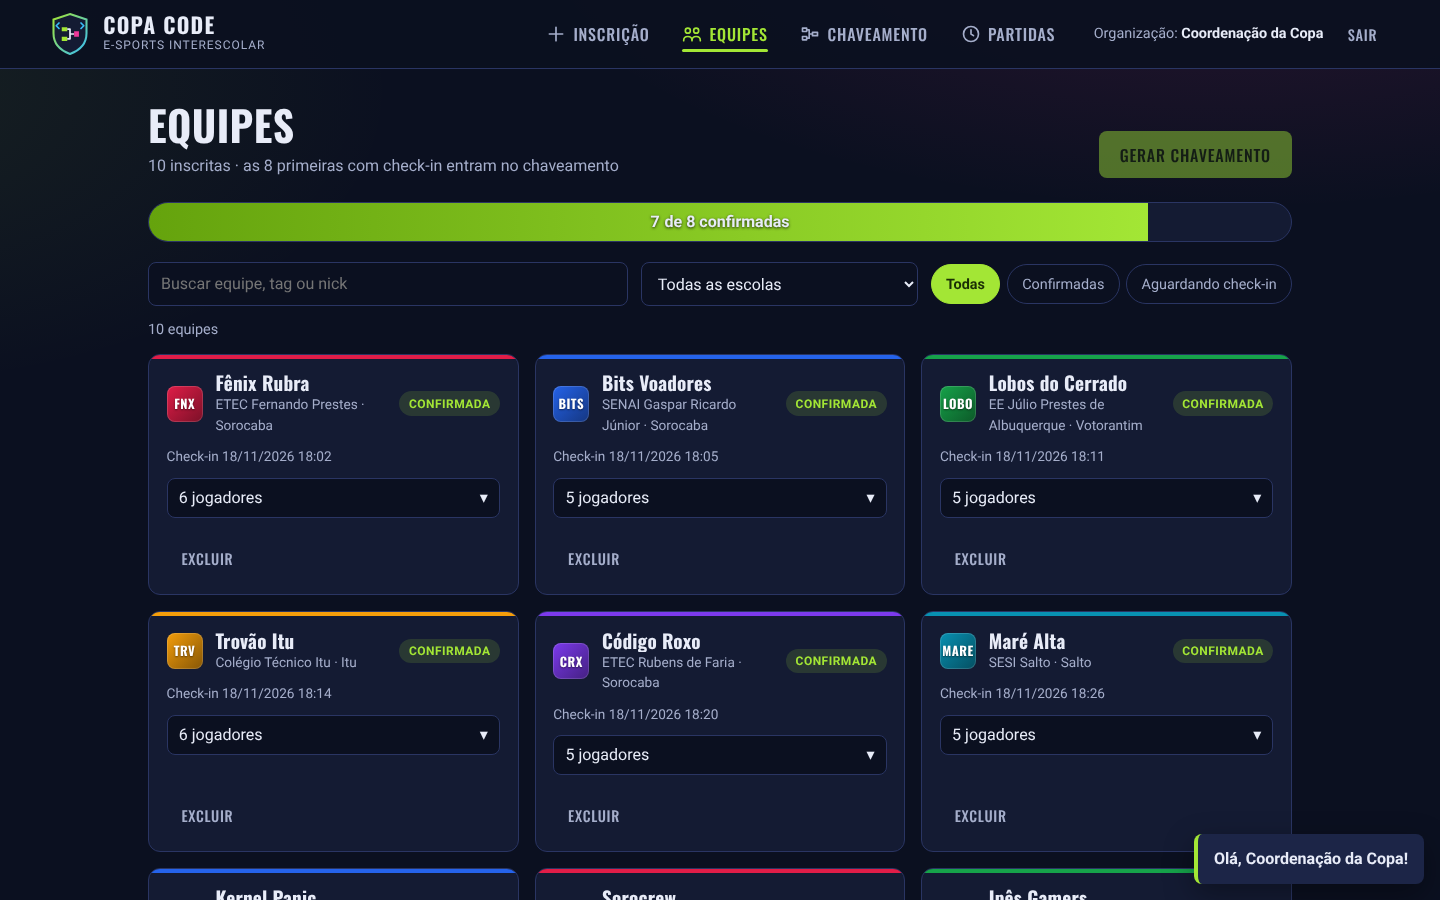 COPA CODE
E-SPORTS INTERESCOLAR
INSCRIÇÃO
EQUIPES
CHAVEAMENTO
PARTIDAS
Organização: Coordenação da Copa
SAIR
EQUIPES
10 inscritas · as 8 primeiras com check-in entram no chaveamento
GERAR CHAVEAMENTO
7 de 8 confirmadas
Buscar equipe, tag ou nick
Todas as escolas
Todas
Confirmadas
Aguardando check-in
10 equipes
FNX
Fênix Rubra
ETEC Fernando Prestes ·
Sorocaba
CONFIRMADA
Check-in 18/11/2026 18:02
6 jogadores
EXCLUIR
BITS
Bits Voadores
SENAI Gaspar Ricardo
Júnior · Sorocaba
CONFIRMADA
Check-in 18/11/2026 18:05
5 jogadores
EXCLUIR
LOBO
Lobos do Cerrado
EE Júlio Prestes de
Albuquerque · Votorantim
CONFIRMADA
Check-in 18/11/2026 18:11
5 jogadores
EXCLUIR
TRV
Trovão Itu
Colégio Técnico Itu · Itu
CONFIRMADA
Check-in 18/11/2026 18:14
6 jogadores
EXCLUIR
CRX
Código Roxo
ETEC Rubens de Faria ·
Sorocaba
CONFIRMADA
Check-in 18/11/2026 18:20
5 jogadores
EXCLUIR
MARE
Maré Alta
SESI Salto · Salto
CONFIRMADA
Check-in 18/11/2026 18:26
5 jogadores
EXCLUIR
Kernel Panic
Sorocrew
Ipês Gamers
Olá, Coordenação da Copa!